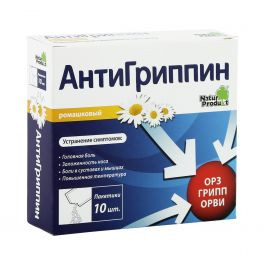 Natur
Produkt
АнтиГриппин
ромашковый
Устранение симптомов:
• Головная боль
• Заложенность носа
• Боли в суставах и мышцах
• Повышенная температура
Пакетики
10 шт.
ОРЗ
ГРИПП
ОРВИ
АнтиГриппин